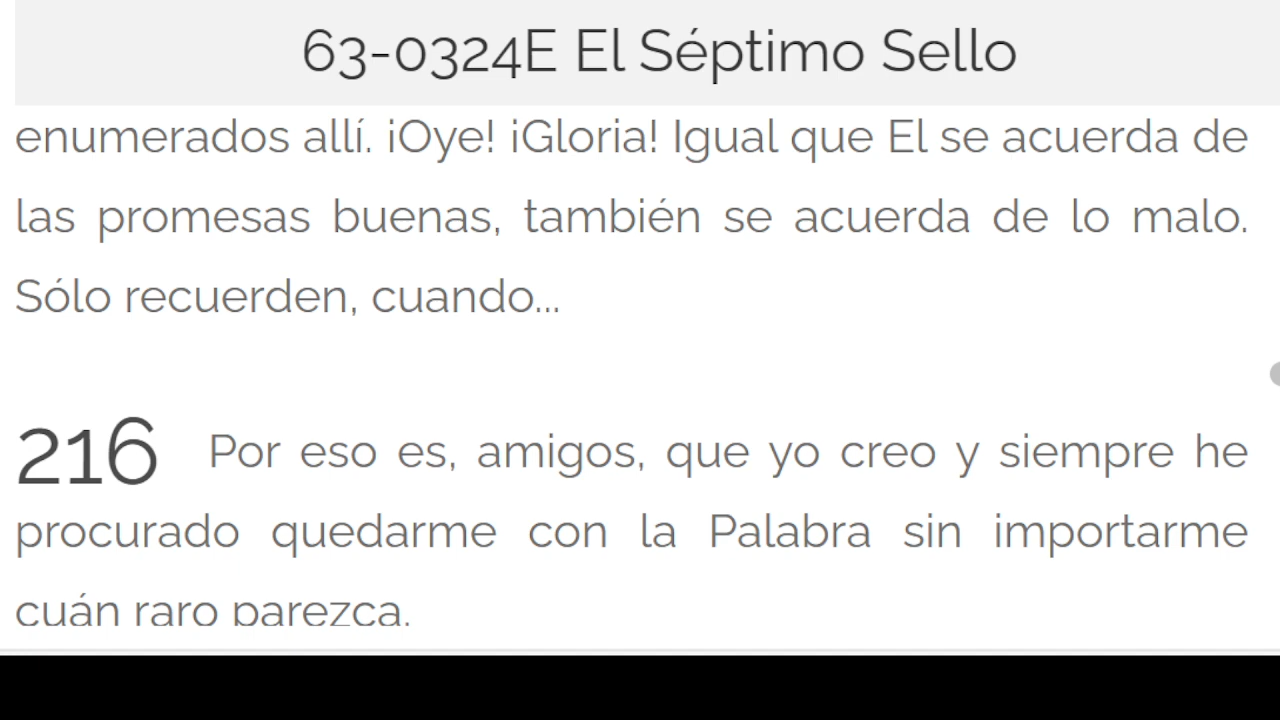 63-0324E El Séptimo Sello
enumerados allí. ¡Oye! ¡Gloria! Igual que El se acuerda de
las promesas buenas, también se acuerda de lo malo.
Sólo recuerden, cuando...
216 Por eso es, amigos, que yo creo y siempre he
procurado quedarme con la Palabra sin importarme
cuán raro parezca.